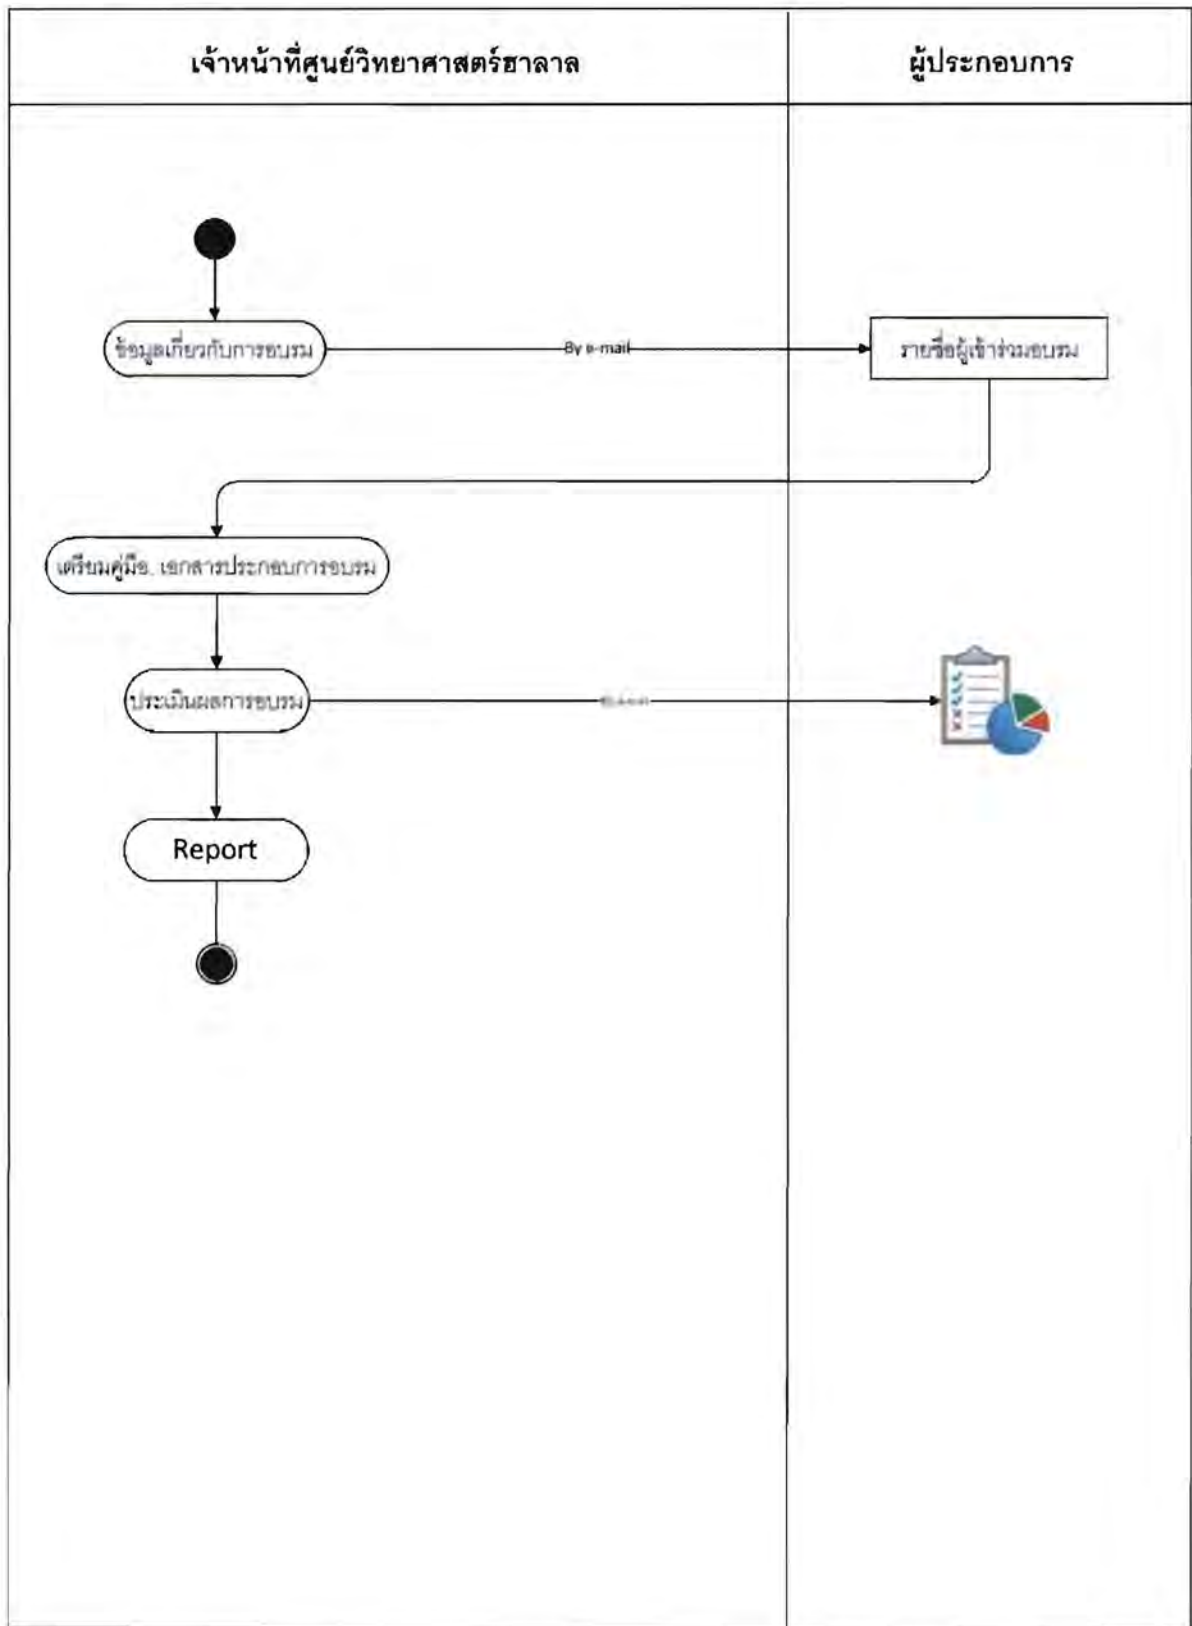 เจ้าหน้าที่ศูนย์วิทยาศาสตร์ฮาลาล
ผู้ประกอบการ
ข้อมูลเกี่ยวกับการอบรม
By e-mail
รายชื่อผู้เข้าร่วมอบรม
เตรียมคู่มือ, เอกสารประกอบการอบรม
ประเมินผลการอบรม
Report